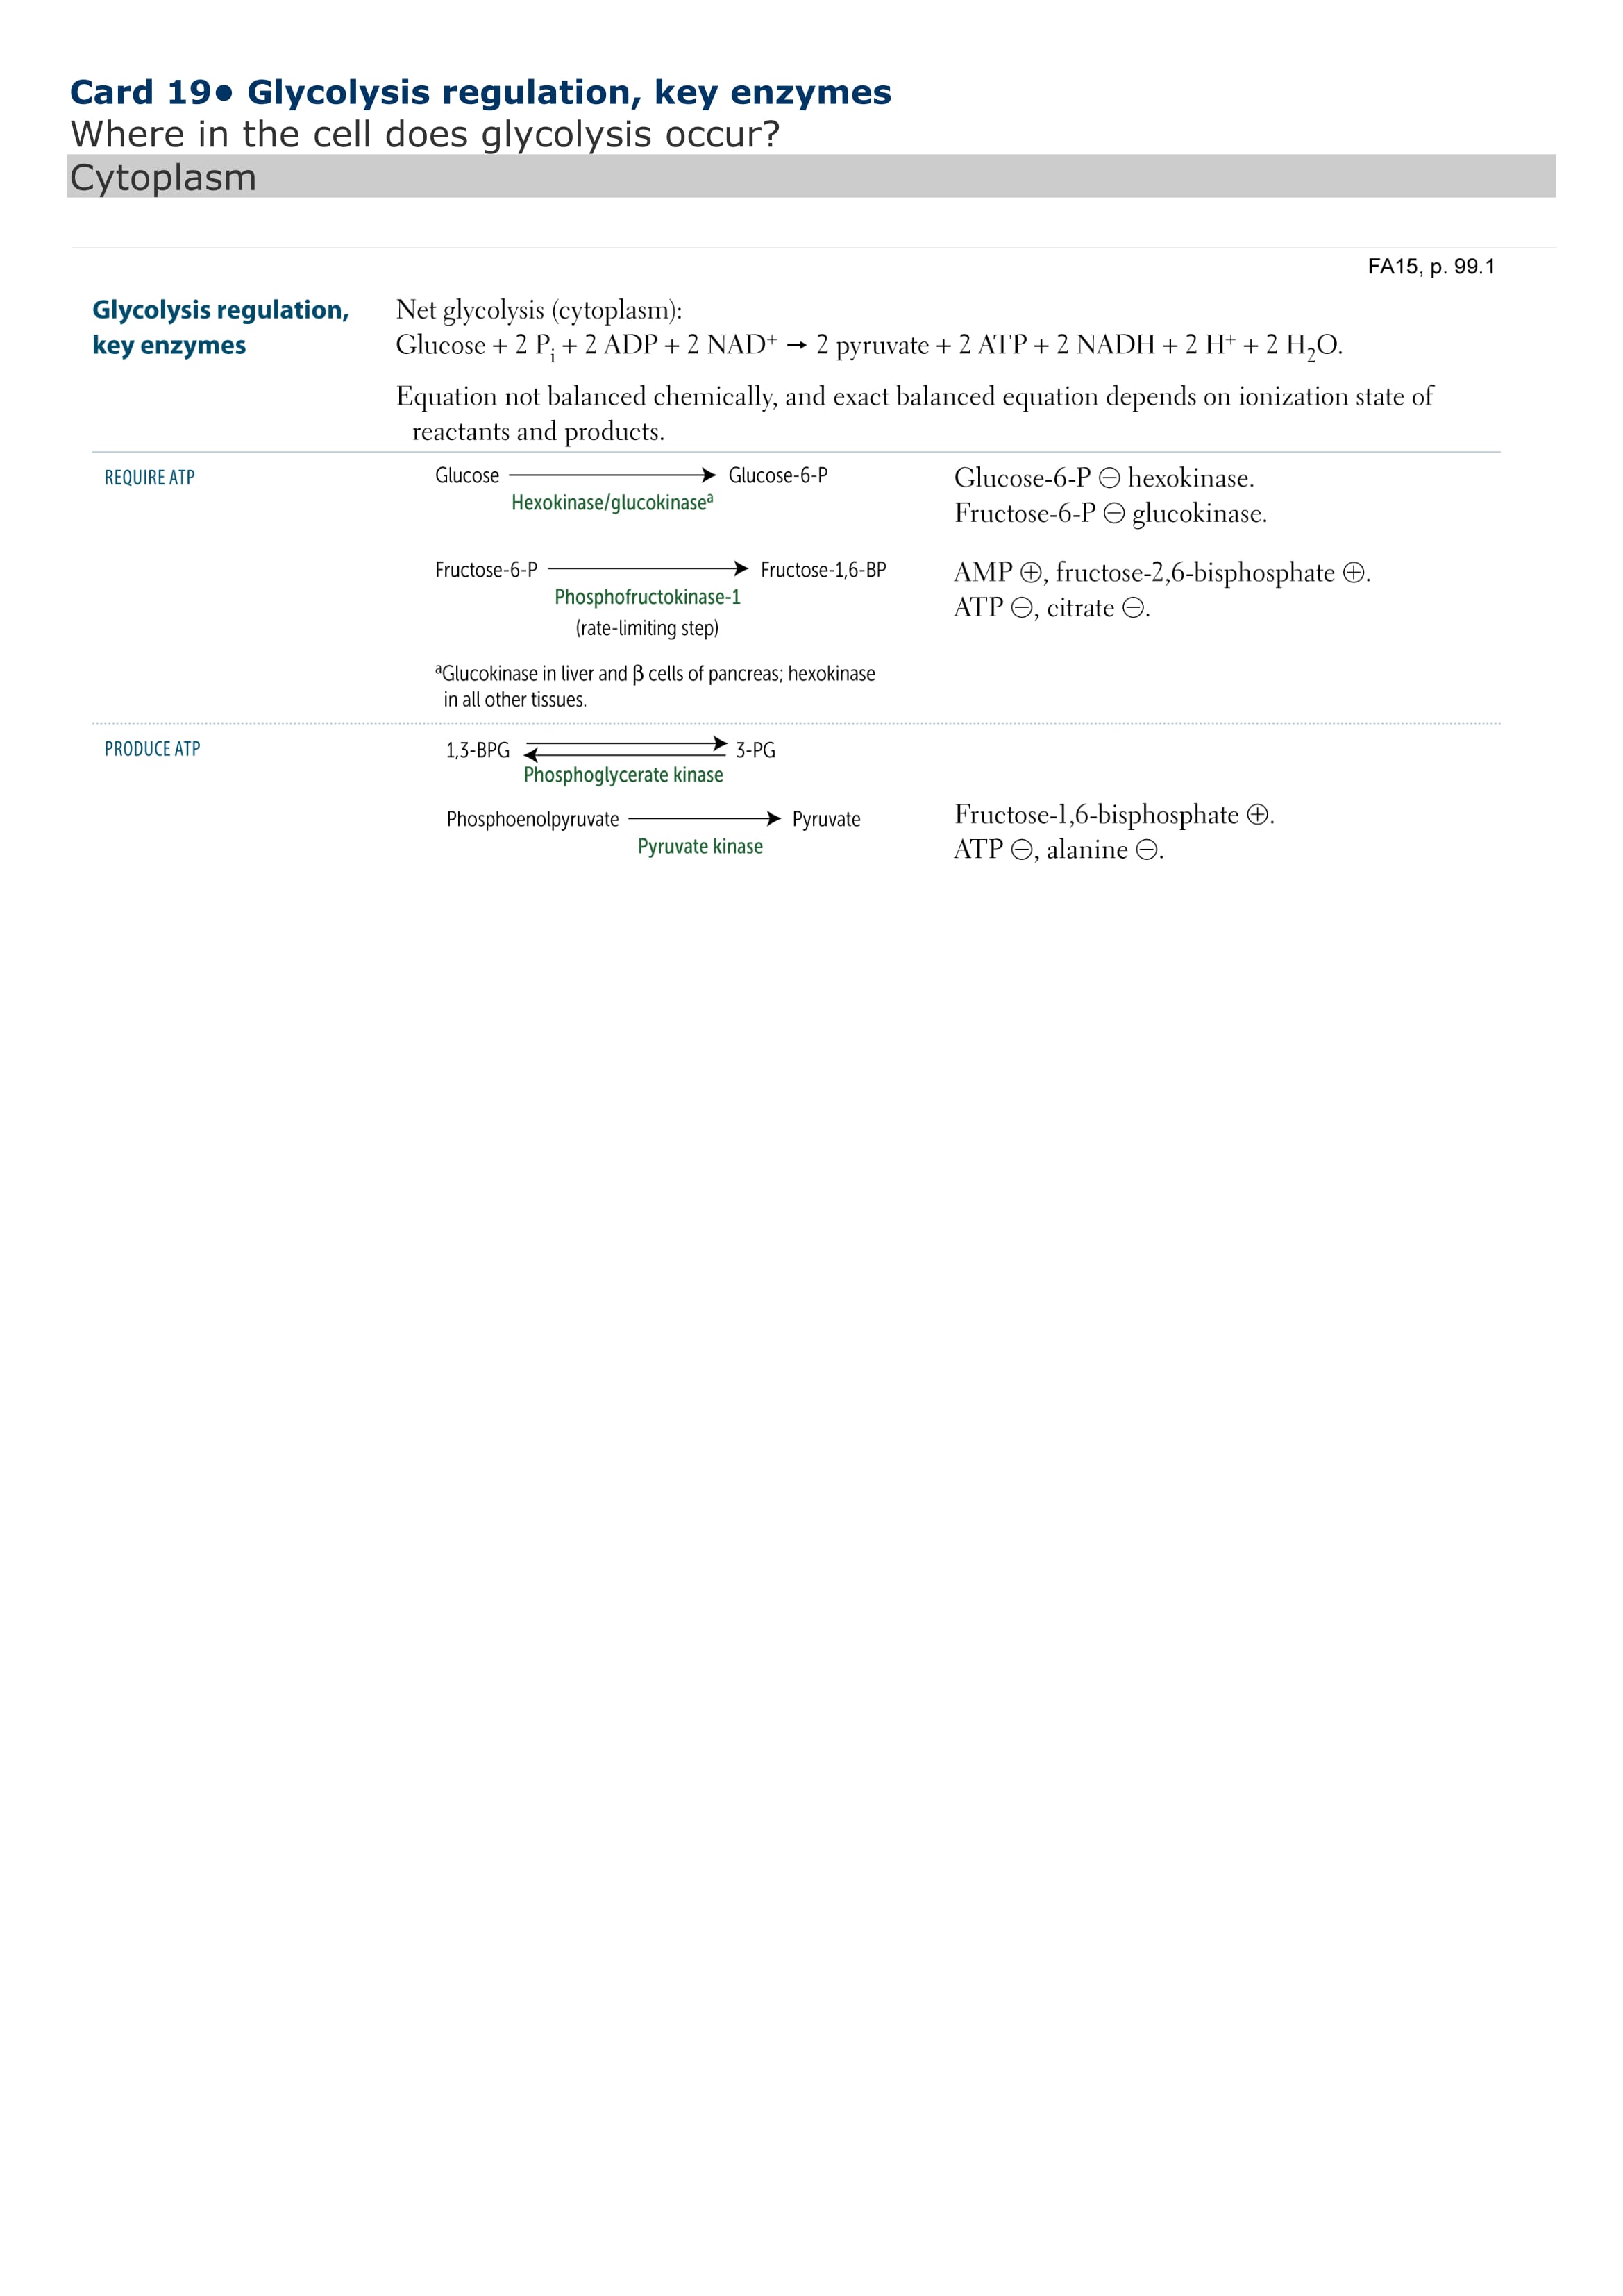 Card 19● Glycolysis regulation, key enzymes
Where in the cell does glycolysis occur?
Cytoplasm
FA15, p. 99.1
Glycolysis regulation,
key enzymes
Net glycolysis (cytoplasm):
Glucose + 2 Pi + 2 ADP + 2 NAD⁺ → 2 pyruvate + 2 ATP + 2 NADH + 2 H⁺ + 2 H₂O.
Equation not balanced chemically, and exact balanced equation depends on ionization state of
reactants and products.
REQUIRE ATP
Glucose → Glucose-6-P
Hexokinase/glucokinaseᵃ
Glucose-6-P ⊖ hexokinase.
Fructose-6-P ⊖ glucokinase.
Fructose-6-P → Fructose-1,6-BP
Phosphofructokinase-1
(rate-limiting step)
AMP ⊕, fructose-2,6-bisphosphate ⊕.
ATP ⊖, citrate ⊖.
ᵃGlucokinase in liver and β cells of pancreas; hexokinase
in all other tissues.
PRODUCE ATP
1,3-BPG ⇄ 3-PG
Phosphoglycerate kinase
Phosphoenolpyruvate → Pyruvate
Pyruvate kinase
Fructose-1,6-bisphosphate ⊕.
ATP ⊖, alanine ⊖.